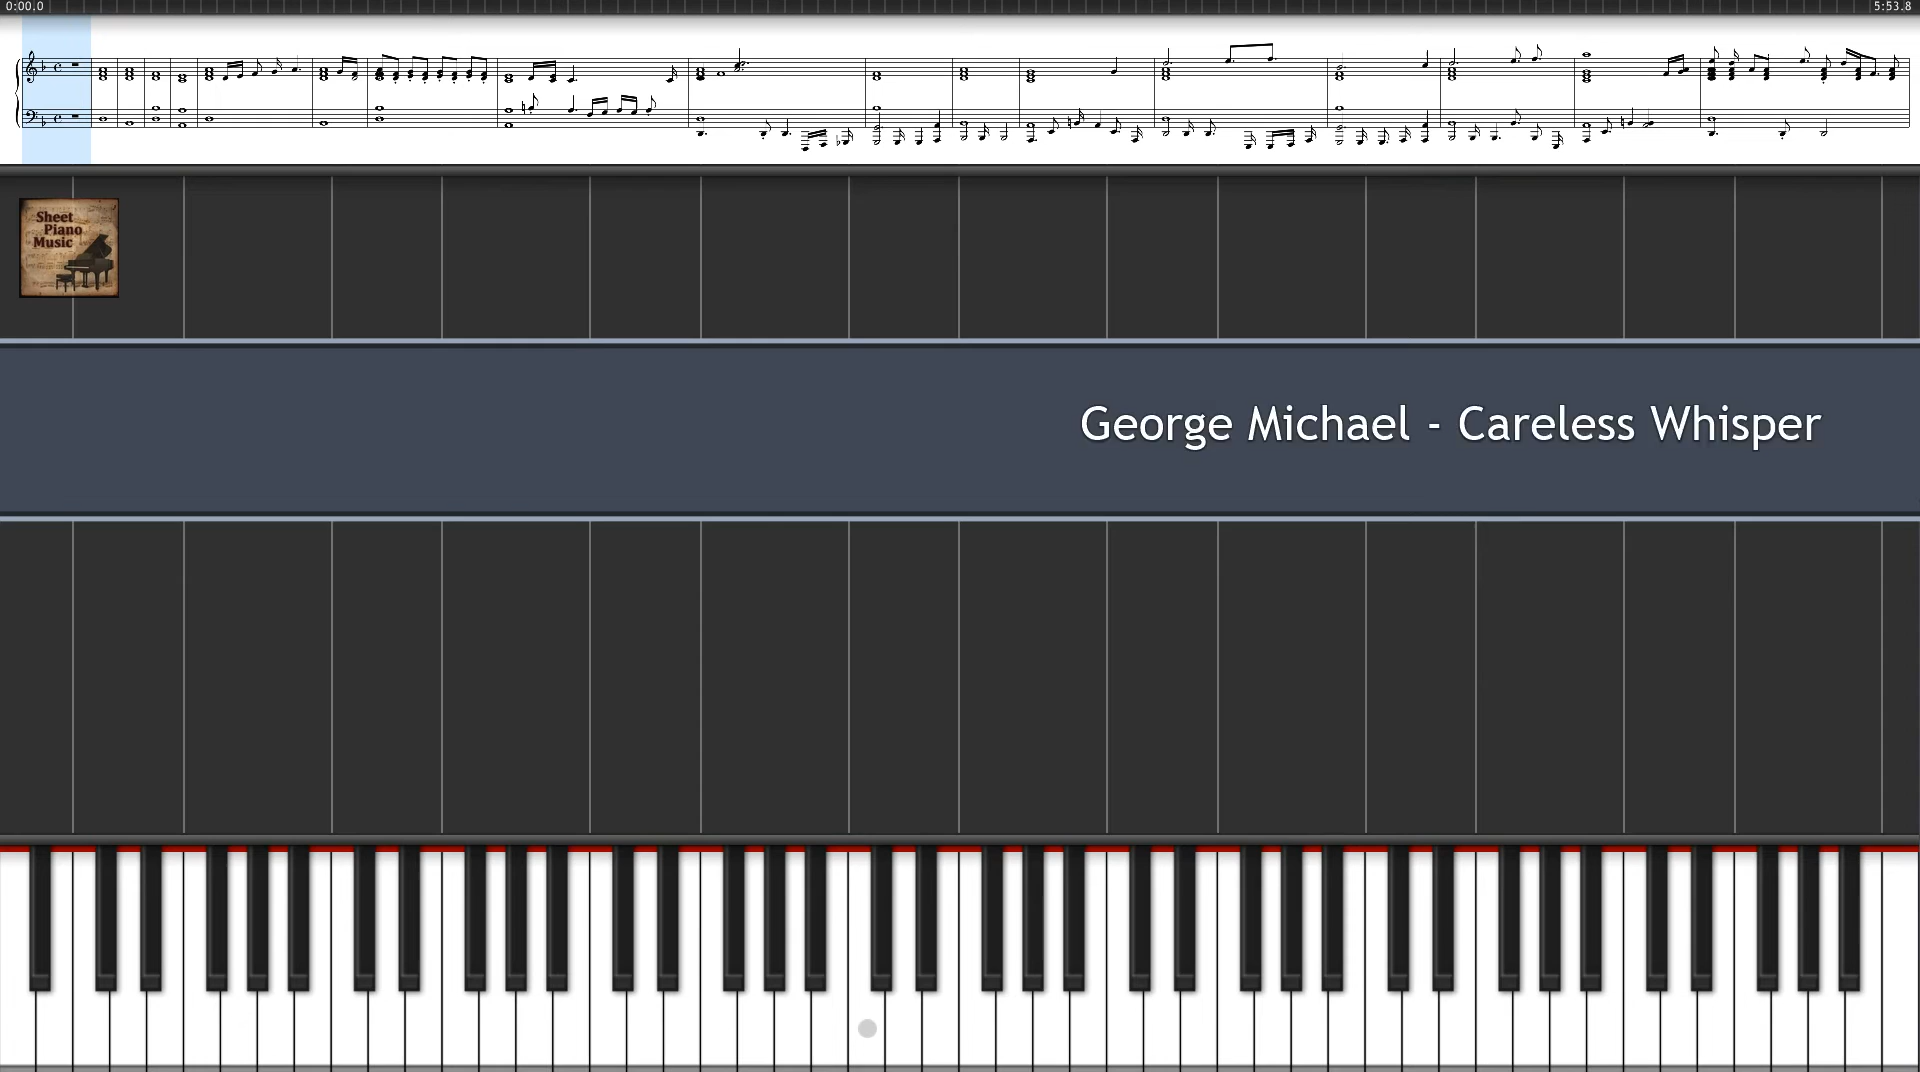 0:00.0
5:53.8
Sheet
Piano
Music
George Michael - Careless Whisper